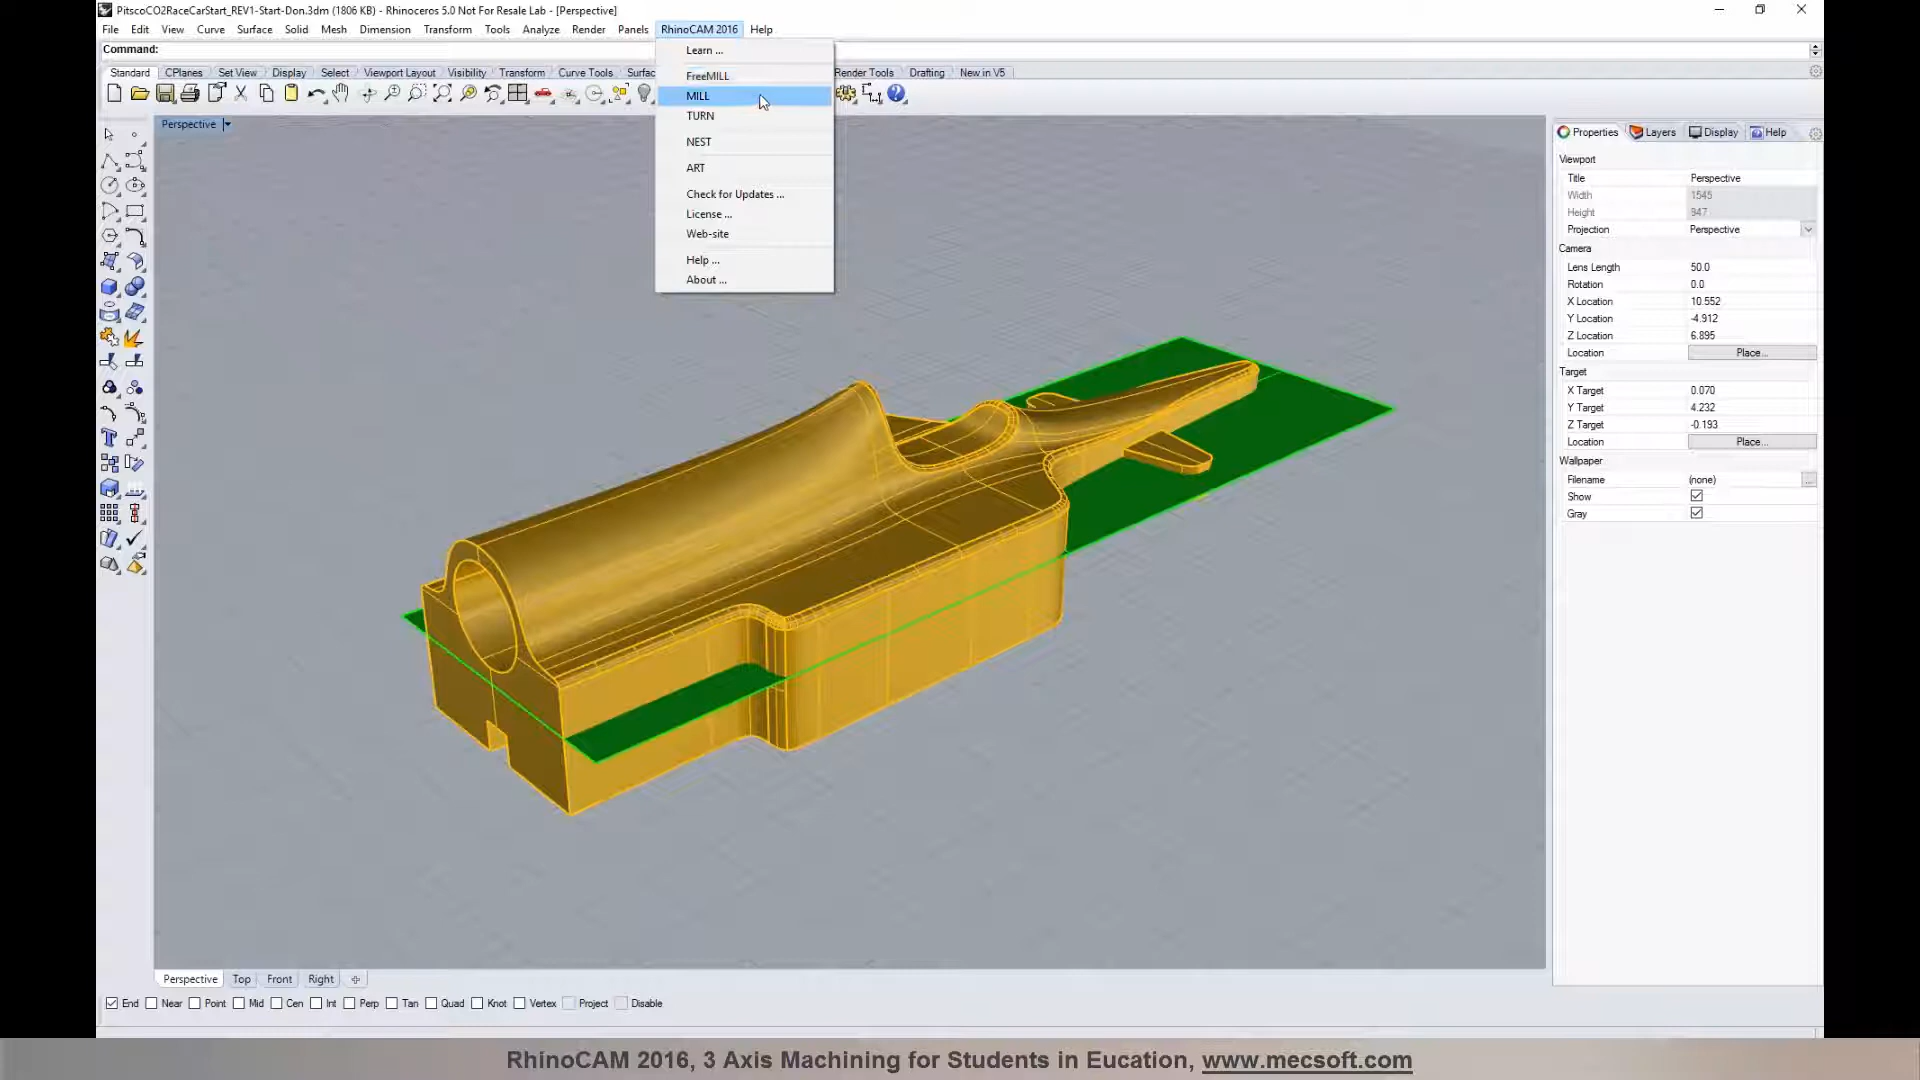 PitscoCO2RaceCarStart_REV1-Start-Don.3dm (1806 KB) - Rhinoceros 5.0 Not For Resale Lab - [Perspective]
File Edit View Curve Surface Solid Mesh Dimension Transform Tools Analyze Render Panels RhinoCAM 2016 Help
Command:
Standard CPlanes Set View Display Select Viewport Layout Visibility Transform Curve Tools Surfac Render Tools Drafting New in V5
Learn ...
FreeMILL
MILL
TURN
NEST
ART
Check for Updates ...
License ...
Web-site
Help ...
About ...
Perspective
Properties Layers Display Help
Viewport
Title Perspective
Width 1545
Height 947
Projection Perspective
Camera
Lens Length 50.0
Rotation 0.0
X Location 10.552
Y Location -4.912
Z Location 6.895
Location Place...
Target
X Target 0.070
Y Target 4.232
Z Target -0.193
Location Place...
Wallpaper
Filename (none) ...
Show
Gray
Perspective Top Front Right
End Near Point Mid Cen Int Perp Tan Quad Knot Vertex Project Disable
RhinoCAM 2016, 3 Axis Machining for Students in Eucation, www.mecsoft.com